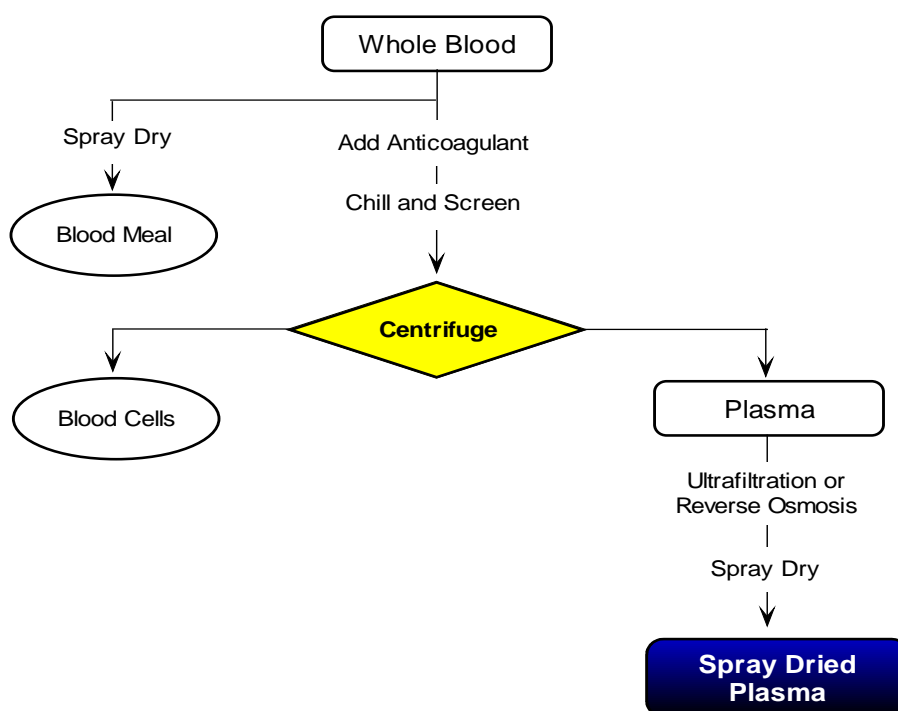 Whole Blood
Spray Dry
Add Anticoagulant
Chill and Screen
Blood Meal
Centrifuge
Blood Cells
Plasma
Ultrafiltration or
Reverse Osmosis
Spray Dry
Spray Dried
Plasma